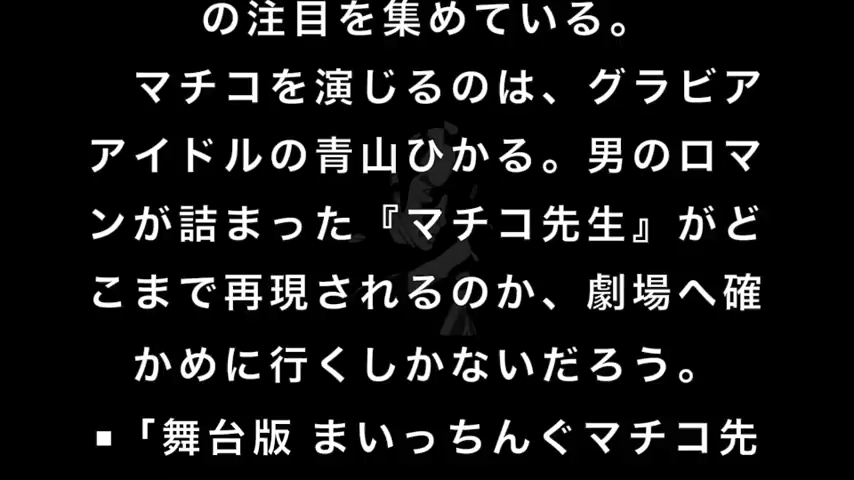 の注目を集めている。
マチコを演じるのは、グラビア
アイドルの青山ひかる。男のロマ
ンが詰まった『マチコ先生』がど
こまで再現されるのか、劇場へ確
かめに行くしかないだろう。
▪「舞台版 まいっちんぐマチコ先